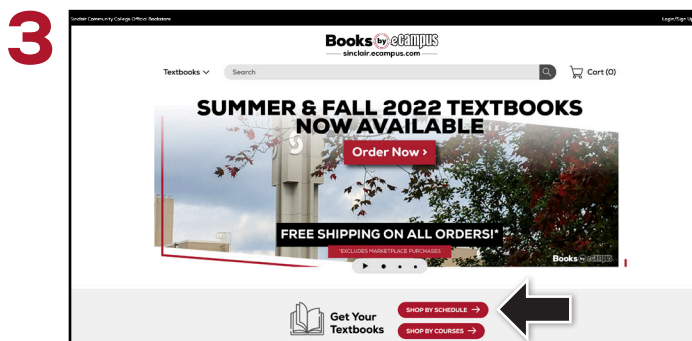 3
Sinclair Community College Official Bookstore
Login/Sign Up
Books by eCampus
sinclair.ecampus.com
Textbooks
Search
Cart (0)
SUMMER & FALL 2022 TEXTBOOKS
NOW AVAILABLE
Order Now >
FREE SHIPPING ON ALL ORDERS!*
*EXCLUDES MARKETPLACE PURCHASES
Books by eCampus
Get Your
Textbooks
SHOP BY SCHEDULE →
SHOP BY COURSES →